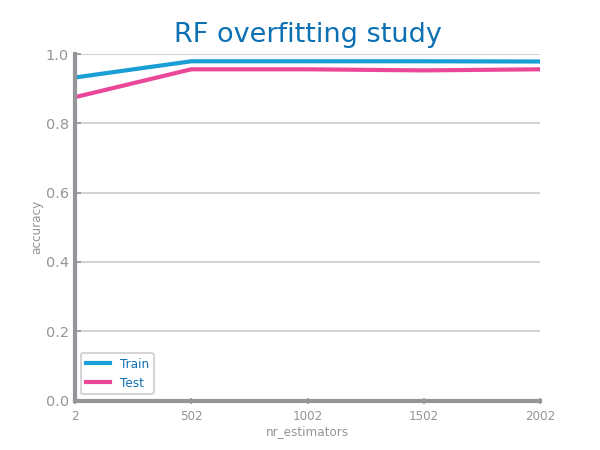 RF overfitting study
1.0
0.8
0.6
0.4
0.2
0.0
accuracy
Train
Test
2 502 1002 1502 2002
nr_estimators